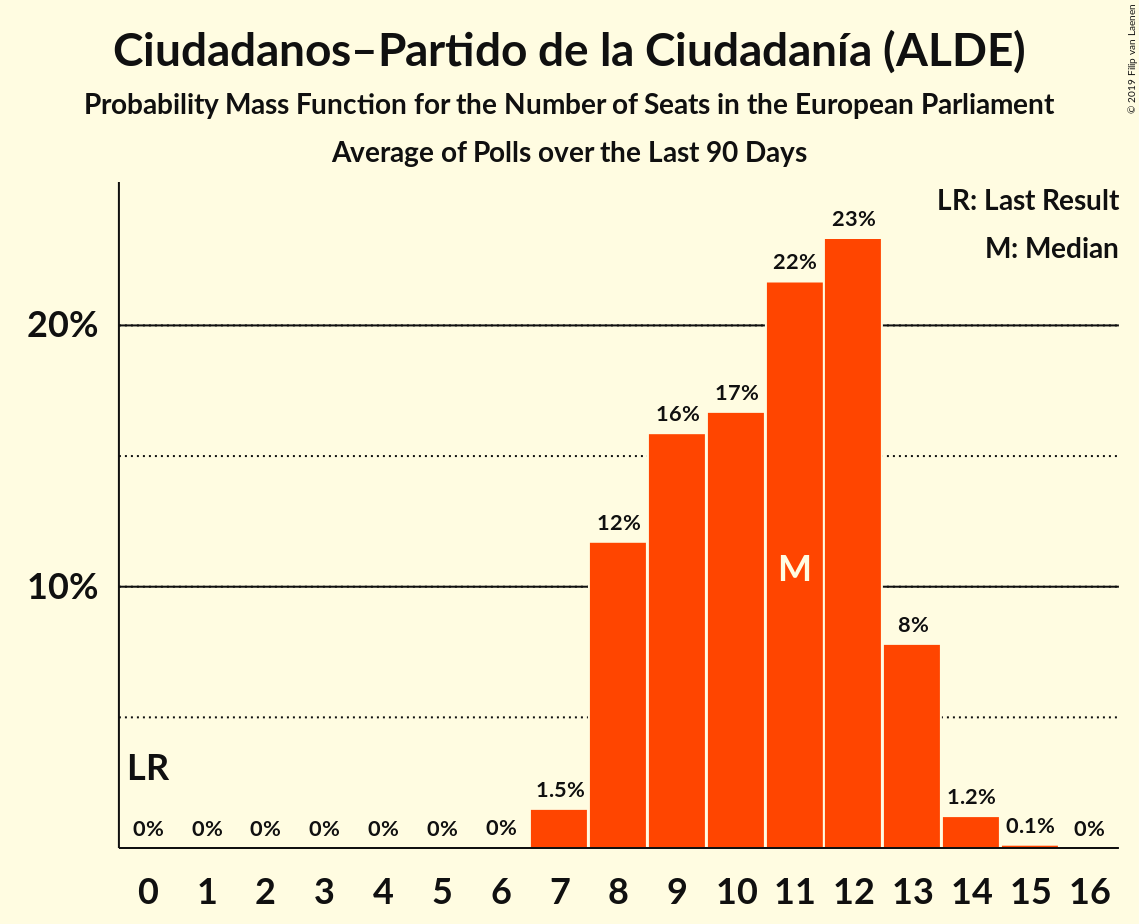 Ciudadanos–Partido de la Ciudadanía (ALDE)
Probability Mass Function for the Number of Seats in the European Parliament
Average of Polls over the Last 90 Days
© 2019 Filip van Laenen
LR: Last Result
M: Median
23%
22%
20%
17%
16%
12%
10%
M
8%
LR
1.5%
1.2%
0% 0% 0% 0% 0% 0% 0% 0.1% 0%
0 1 2 3 4 5 6 7 8 9 10 11 12 13 14 15 16